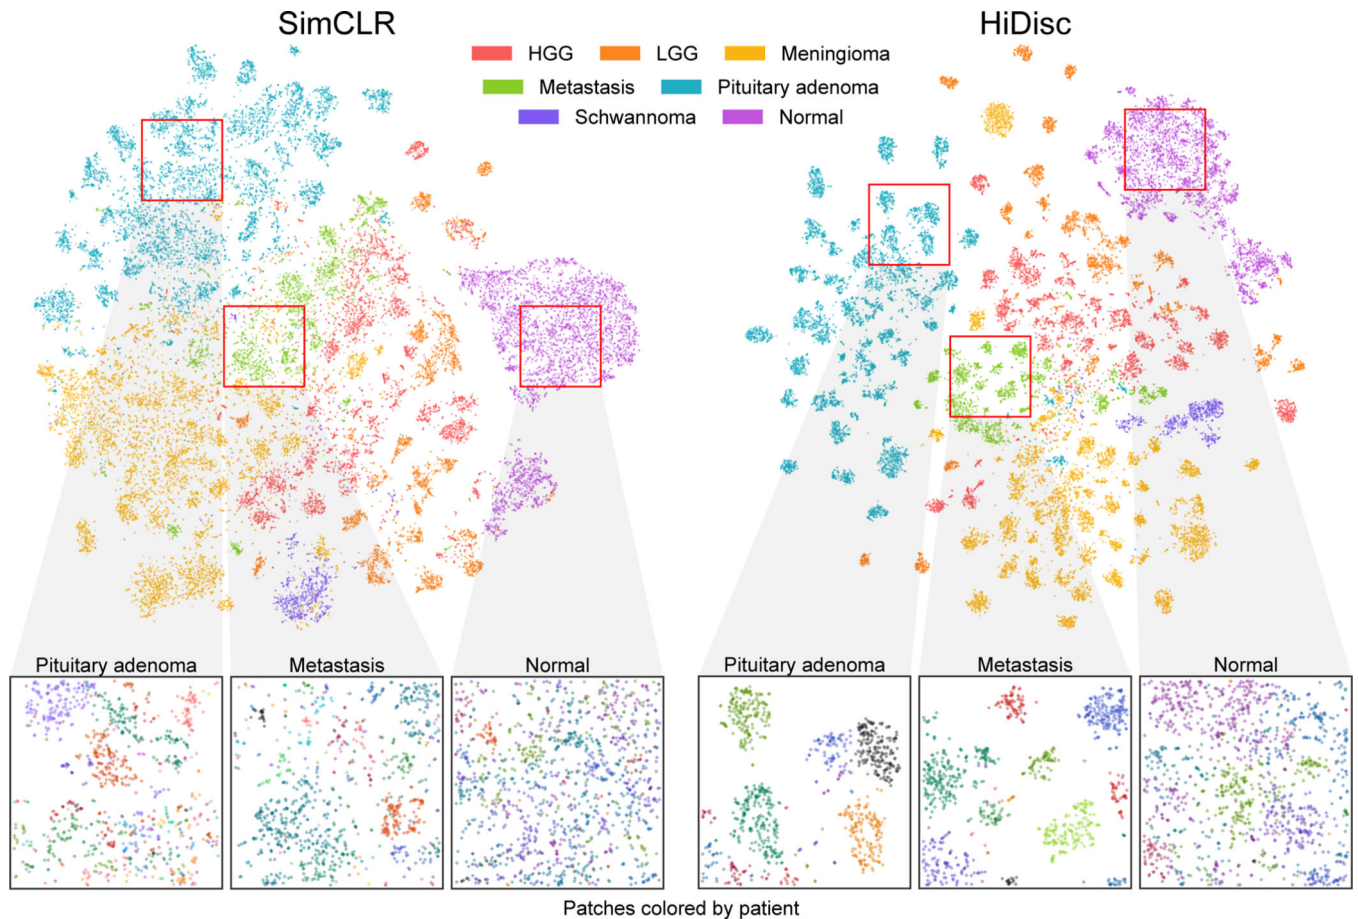 SimCLR
HiDisc
HGG LGG Meningioma
Metastasis Pituitary adenoma
Schwannoma Normal
Pituitary adenoma Metastasis Normal Pituitary adenoma Metastasis Normal
Patches colored by patient